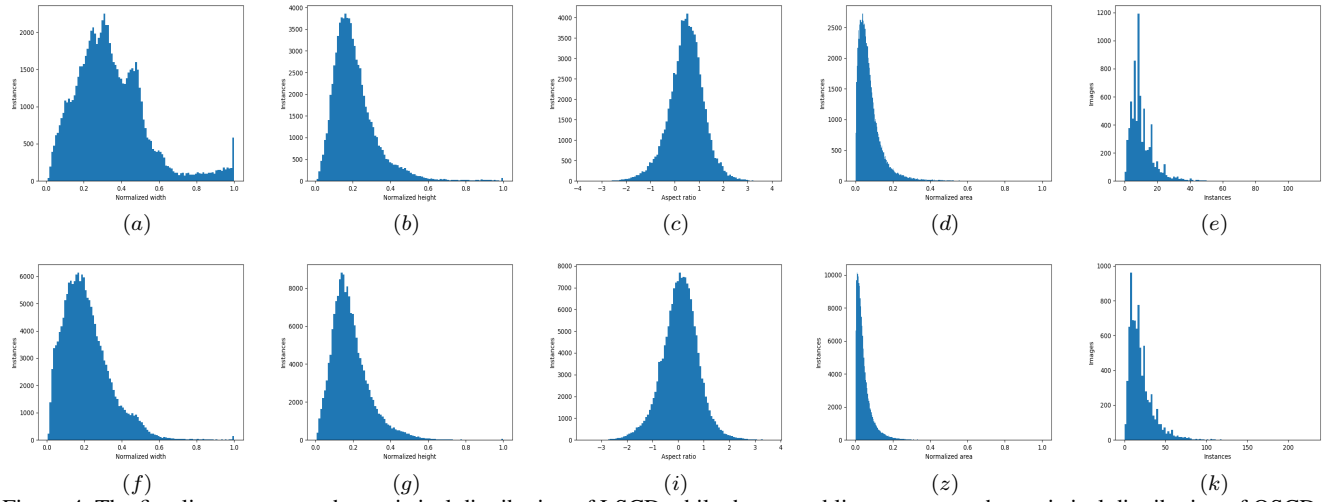 2000
1500
1000
500
0
0.0 0.2 0.4 0.6 0.8 1.0
Normalized width
Instances
(a)
4000
3500
3000
2500
2000
1500
1000
500
0
0.0 0.2 0.4 0.6 0.8 1.0
Normalized height
Instances
(b)
4000
3500
3000
2500
2000
1500
1000
500
0
−4 −3 −2 −1 0 1 2 3 4
Aspect ratio
Instances
(c)
2500
2000
1500
1000
500
0
0.0 0.2 0.4 0.6 0.8 1.0
Normalized area
Instances
(d)
1200
1000
800
600
400
200
0
0 20 40 60 80 100
Instances
Images
(e)
6000
5000
4000
3000
2000
1000
0
0.0 0.2 0.4 0.6 0.8 1.0
Normalized width
Instances
(f)
8000
6000
4000
2000
0
0.0 0.2 0.4 0.6 0.8 1.0
Normalized height
Instances
(g)
8000
7000
6000
5000
4000
3000
2000
1000
0
−3 −2 −1 0 1 2 3 4
Aspect ratio
Instances
(i)
10000
8000
6000
4000
2000
0
0.0 0.2 0.4 0.6 0.8 1.0
Normalized area
Instances
(z)
1000
800
600
400
200
0
0 50 100 150 200
Instances
Images
(k)